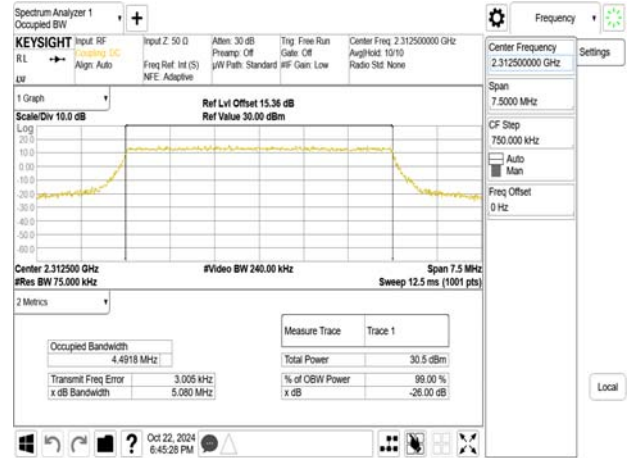 Spectrum Analyzer 1
Occupied BW
Frequency
KEYSIGHT
Input: RF
Coupling: DC
Align: Auto
Input Z: 50 Ω
Freq Ref: Int (S)
NFE: Adaptive
Atten: 30 dB
Preamp: Off
µW Path: Standard
Trig: Free Run
Gate: Off
#IF Gain: Low
Center Freq: 2.312500000 GHz
Avg|Hold: 10/10
Radio Std: None
RL
LXI
Center Frequency
2.312500000 GHz
Settings
Span
7.5000 MHz
CF Step
750.000 kHz
Auto
Man
Freq Offset
0 Hz
Local
1 Graph
Scale/Div 10.0 dB
Ref Lvl Offset 15.36 dB
Ref Value 30.00 dBm
Log
20.0
10.0
0.00
-10.0
-20.0
-30.0
-40.0
-50.0
-60.0
Center 2.312500 GHz
#Res BW 75.000 kHz
#Video BW 240.00 kHz
Span 7.5 MHz
Sweep 12.5 ms (1001 pts)
2 Metrics
Measure Trace Trace 1
Occupied Bandwidth
4.4918 MHz
Total Power 30.5 dBm
Transmit Freq Error 3.005 kHz
% of OBW Power 99.00 %
x dB Bandwidth 5.080 MHz
x dB -26.00 dB
Oct 22, 2024
6:45:28 PM